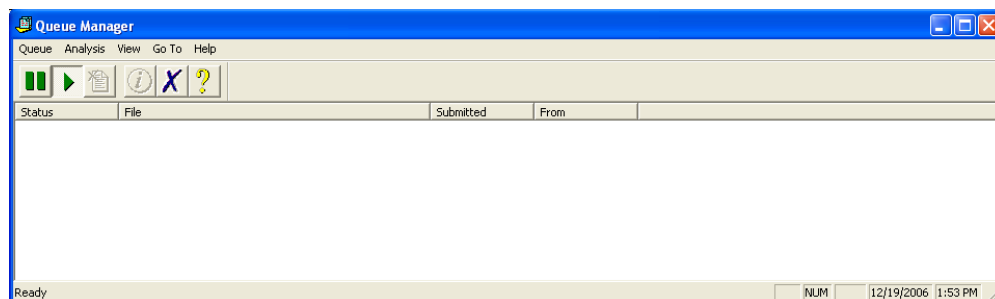 Queue Manager
Queue Analysis View Go To Help
Status File Submitted From
Ready NUM 12/19/2006 1:53 PM